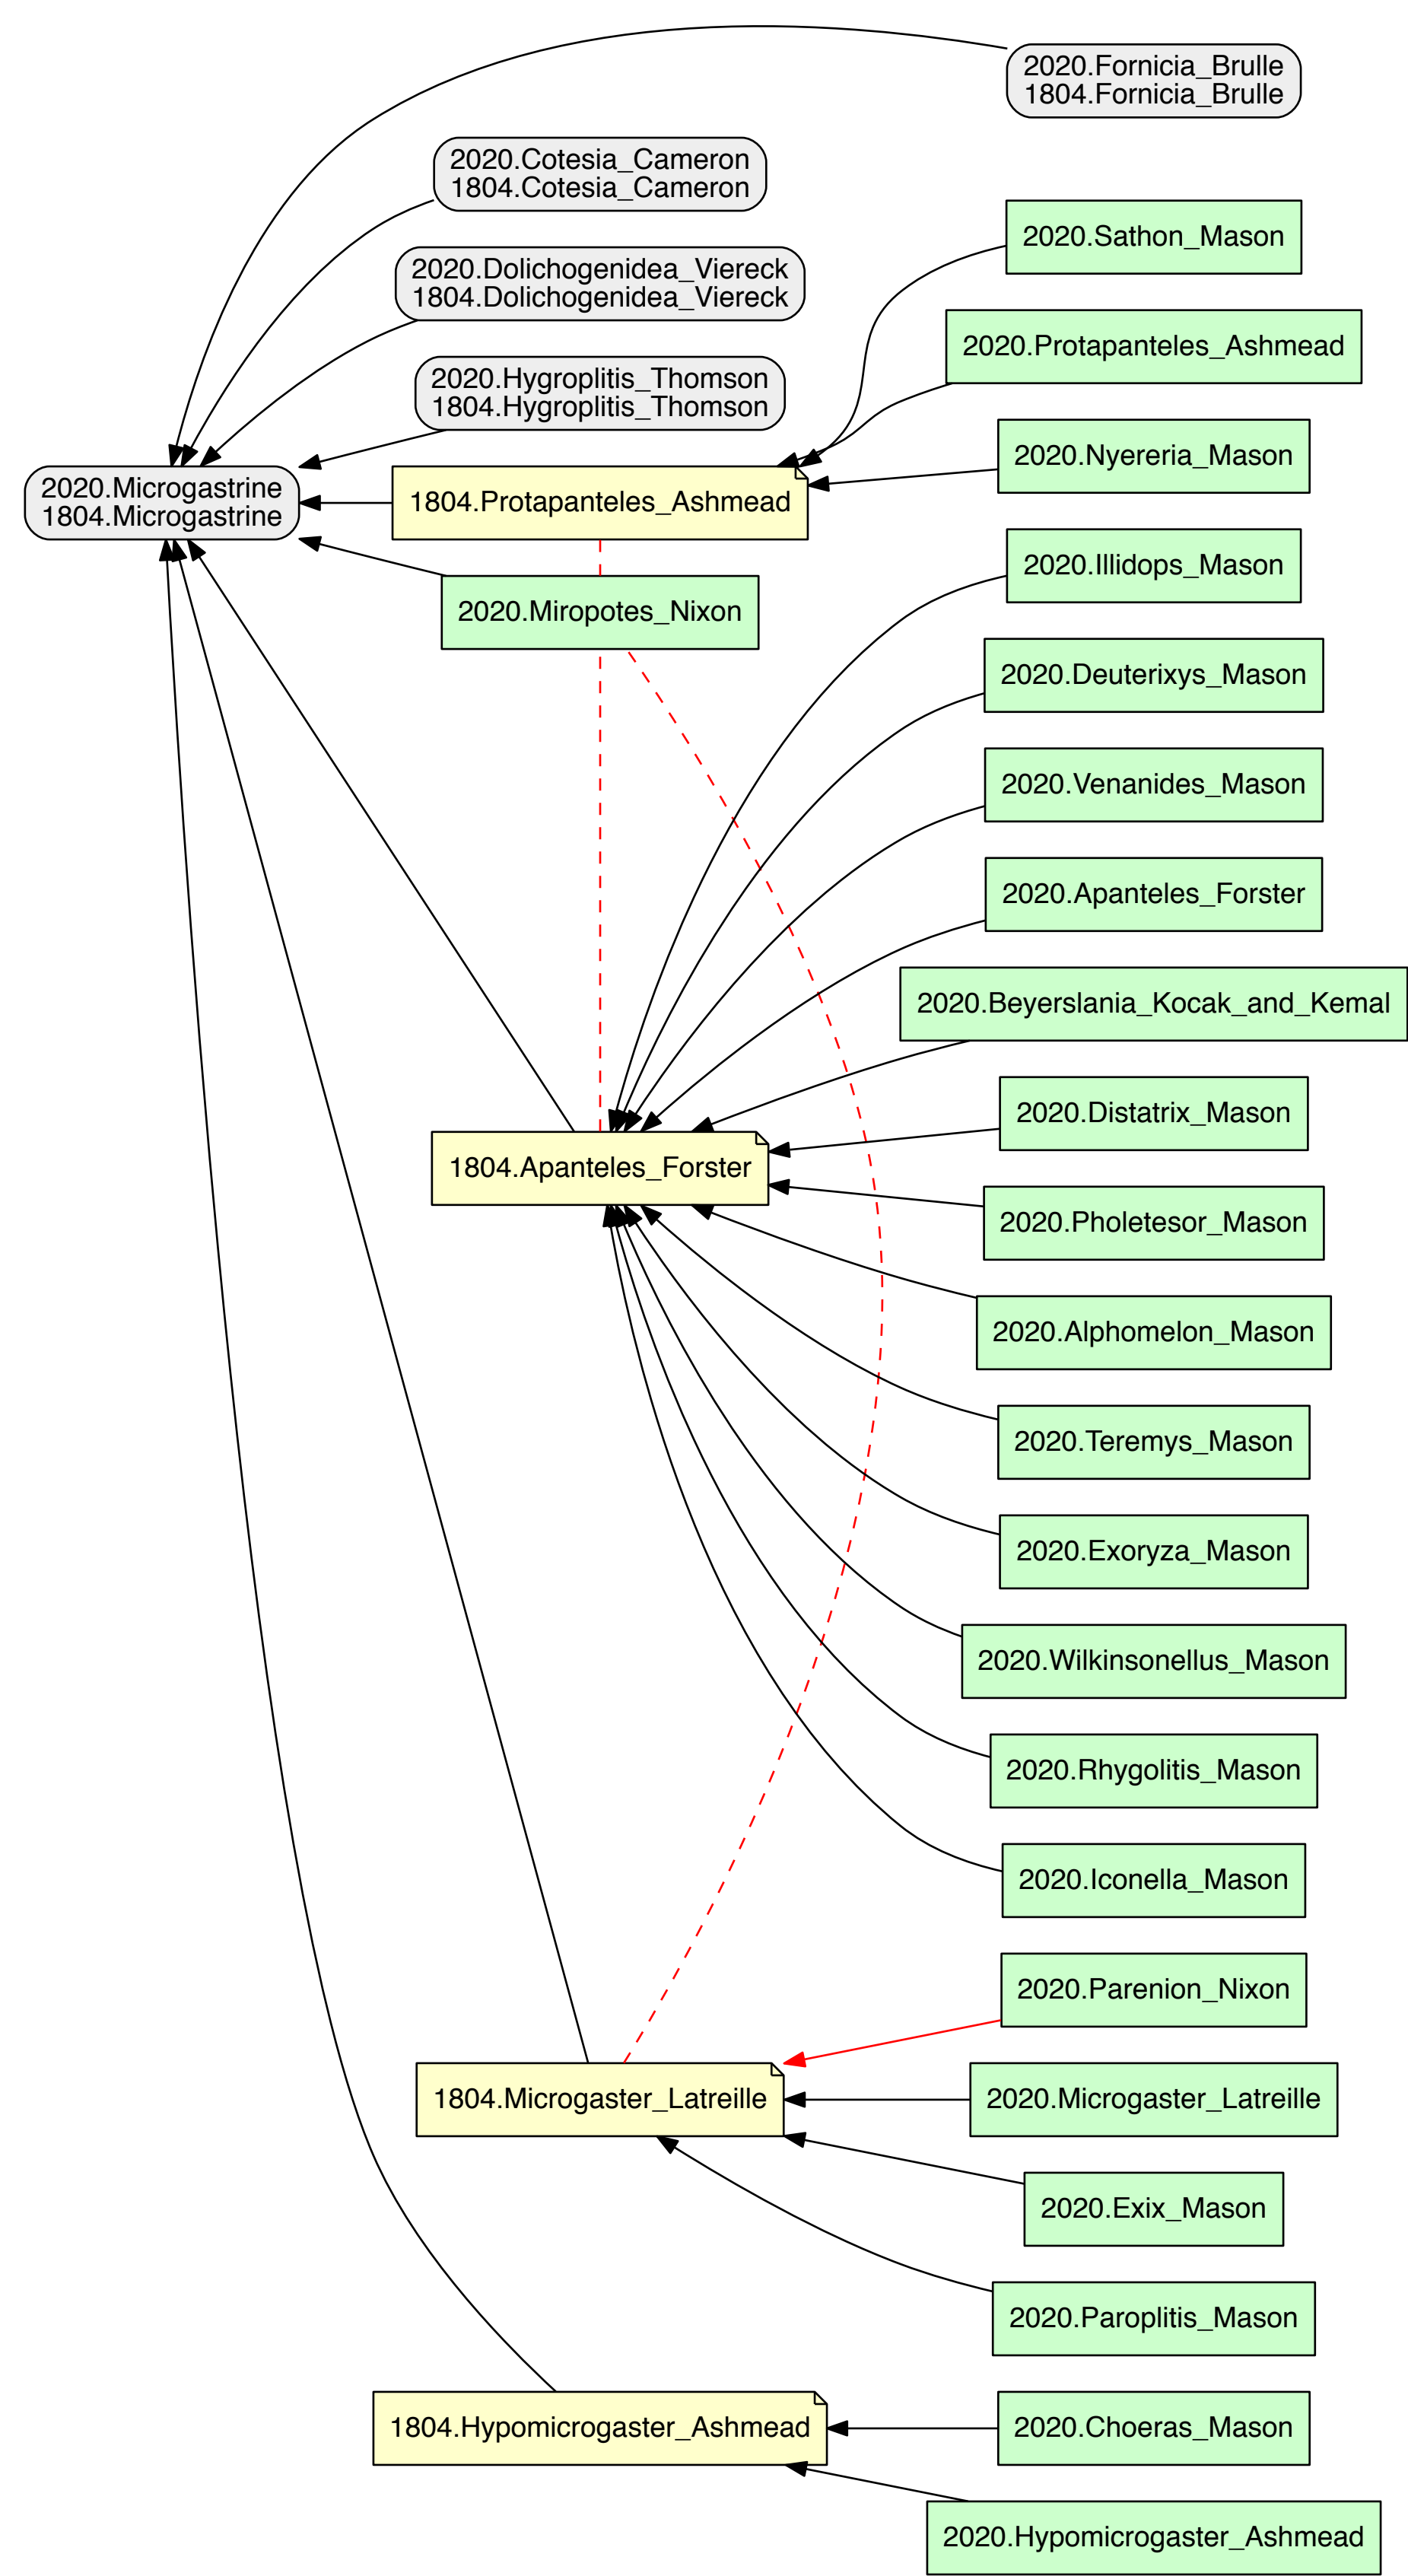 2020.Fornicia_Brulle
1804.Fornicia_Brulle
2020.Cotesia_Cameron
1804.Cotesia_Cameron
2020.Sathon_Mason
2020.Dolichogenidea_Viereck
1804.Dolichogenidea_Viereck
2020.Protapanteles_Ashmead
2020.Hygroplitis_Thomson
1804.Hygroplitis_Thomson
2020.Nyereria_Mason
2020.Microgastrine
1804.Microgastrine
1804.Protapanteles_Ashmead
2020.Illidops_Mason
2020.Miropotes_Nixon
2020.Deuterixys_Mason
2020.Venanides_Mason
2020.Apanteles_Forster
2020.Beyerslania_Kocak_and_Kemal
2020.Distatrix_Mason
1804.Apanteles_Forster
2020.Pholetesor_Mason
2020.Alphomelon_Mason
2020.Teremys_Mason
2020.Exoryza_Mason
2020.Wilkinsonellus_Mason
2020.Rhygolitis_Mason
2020.Iconella_Mason
2020.Parenion_Nixon
1804.Microgaster_Latreille
2020.Microgaster_Latreille
2020.Exix_Mason
2020.Paroplitis_Mason
1804.Hypomicrogaster_Ashmead
2020.Choeras_Mason
2020.Hypomicrogaster_Ashmead